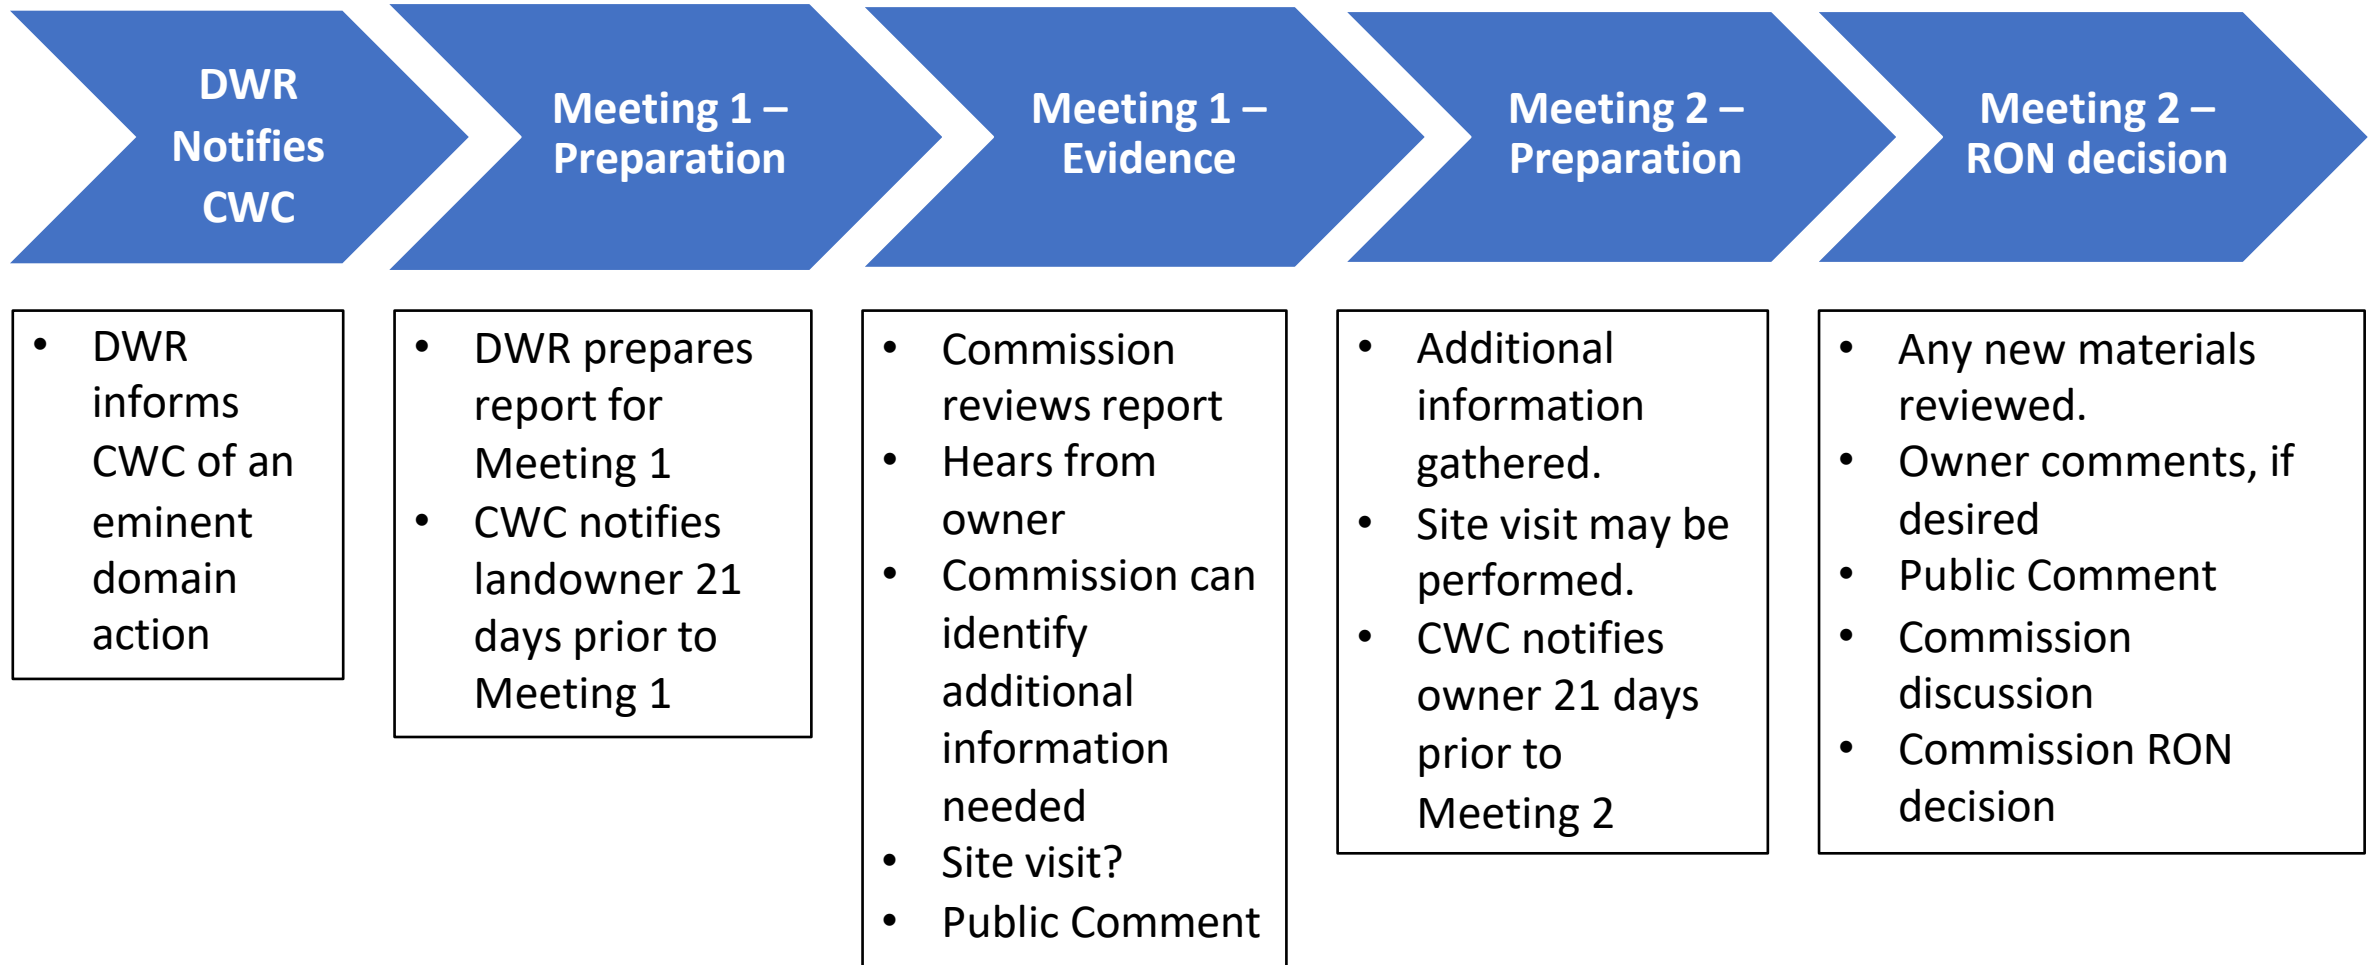 DWR
Notifies
CWC
Meeting 1 –
Preparation
Meeting 1 –
Evidence
Meeting 2 –
Preparation
Meeting 2 –
RON decision
• DWR
informs
CWC of an
eminent
domain
action
• DWR prepares
report for
Meeting 1
• CWC notifies
landowner 21
days prior to
Meeting 1
• Commission
reviews report
• Hears from
owner
• Commission can
identify
additional
information
needed
• Site visit?
• Public Comment
• Additional
information
gathered.
• Site visit may be
performed.
• CWC notifies
owner 21 days
prior to
Meeting 2
• Any new materials
reviewed.
• Owner comments, if
desired
• Public Comment
• Commission
discussion
• Commission RON
decision